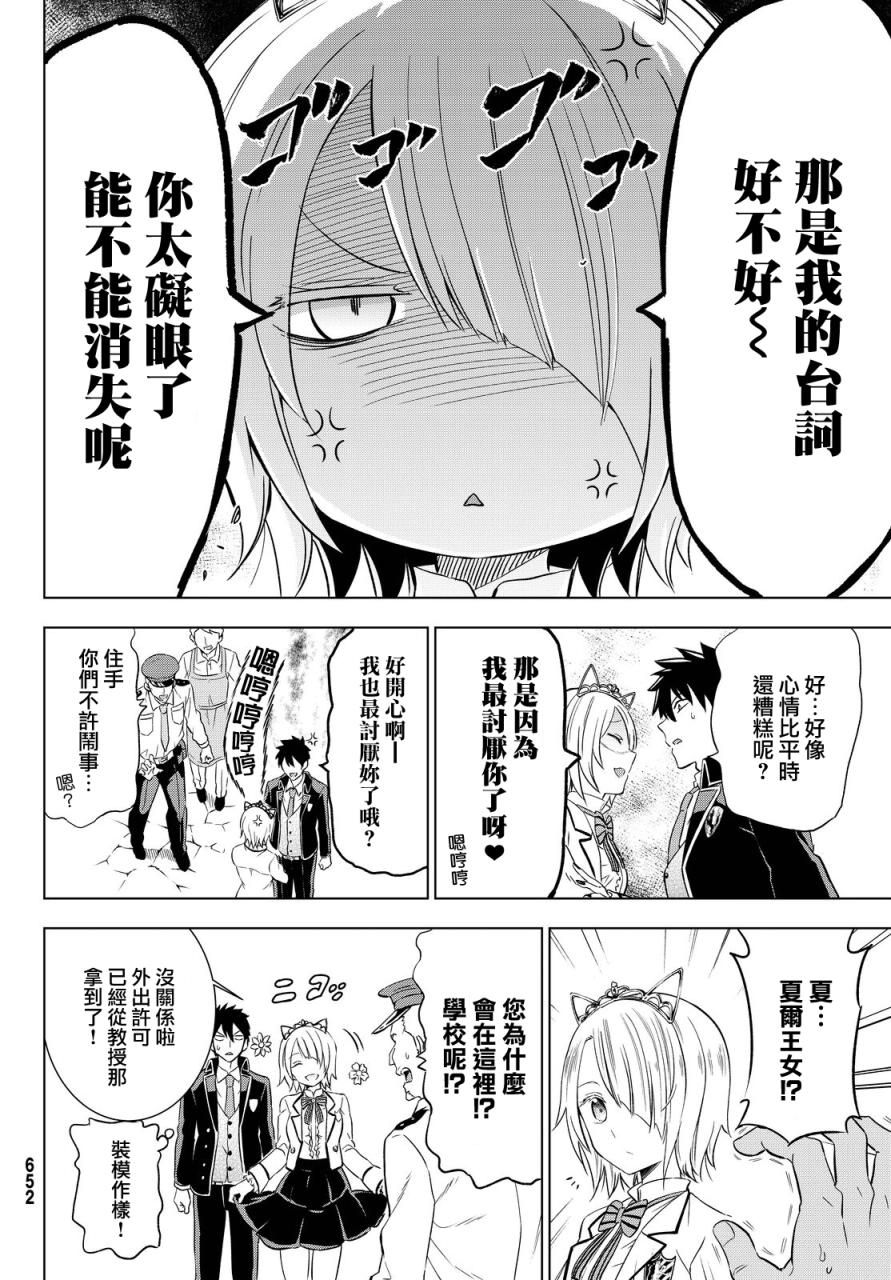 那是我的台詞
好不好~
ゴゴゴゴ
你太礙眼了
能不能消失呢
好…好像
心情比平時
還糟糕呢？
那是因為
我最討厭你了呀♥
嗯哼哼
好開心啊—
我也最討厭妳了哦？
嗯哼哼哼哼
住手
你們不許鬧事…
嗯？
夏…
夏爾王女!?
您為什麼
會在這裡!?
學校呢!?
ニコッ
沒關係啦
外出許可
已經從教授那
拿到了！
裝模作樣！
652